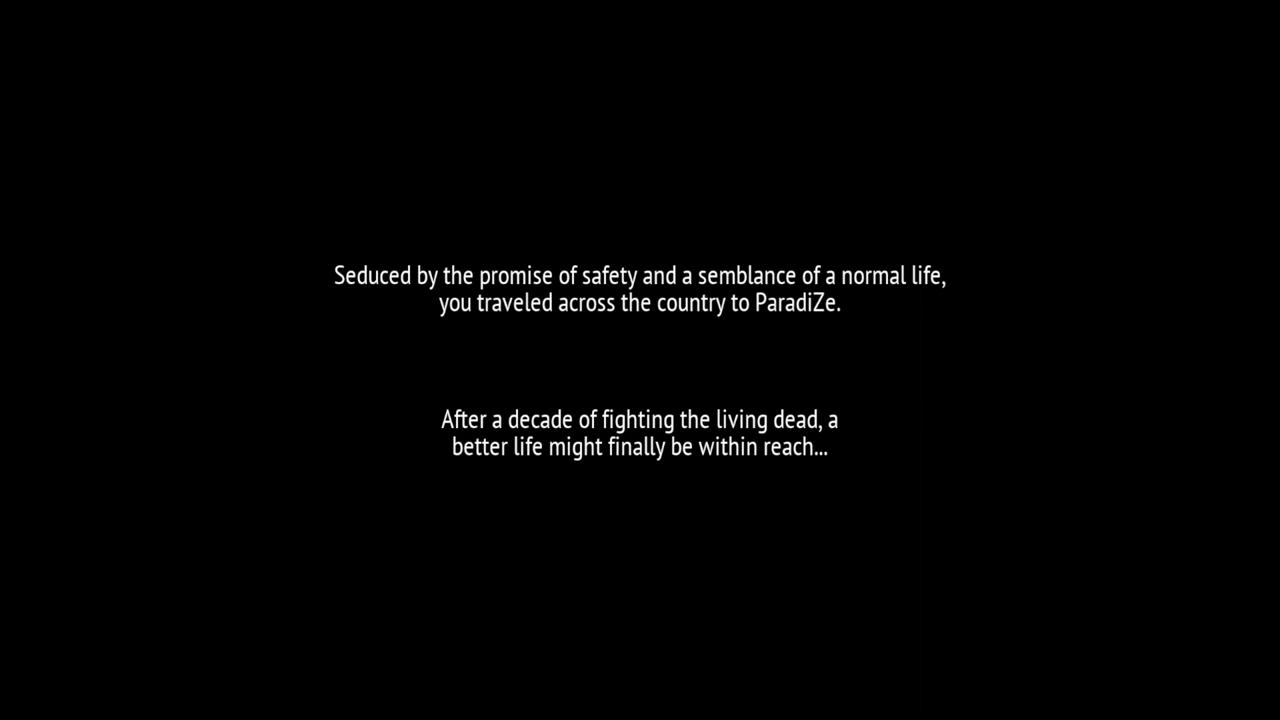 Seduced by the promise of safety and a semblance of a normal life,
you traveled across the country to ParadiZe.
After a decade of fighting the living dead, a
better life might finally be within reach...